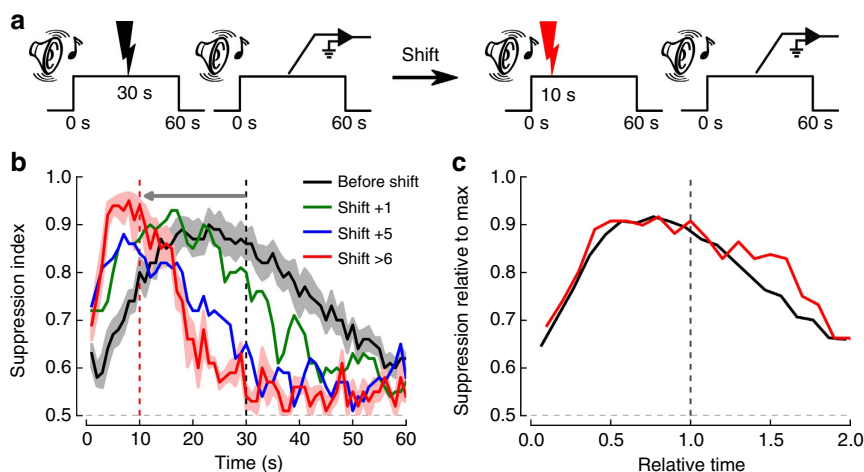 a
Shift
30 s
10 s
0 s 60 s 60 s 0 s 60 s 60 s
b
Suppression index
1.0
0.9
0.8
0.7
0.6
0.5
0 10 20 30 40 50 60
Time (s)
Before shift
Shift +1
Shift +5
Shift >6
c
Suppression relative to max
1.0
0.9
0.8
0.7
0.6
0.5
0.0 0.5 1.0 1.5 2.0
Relative time